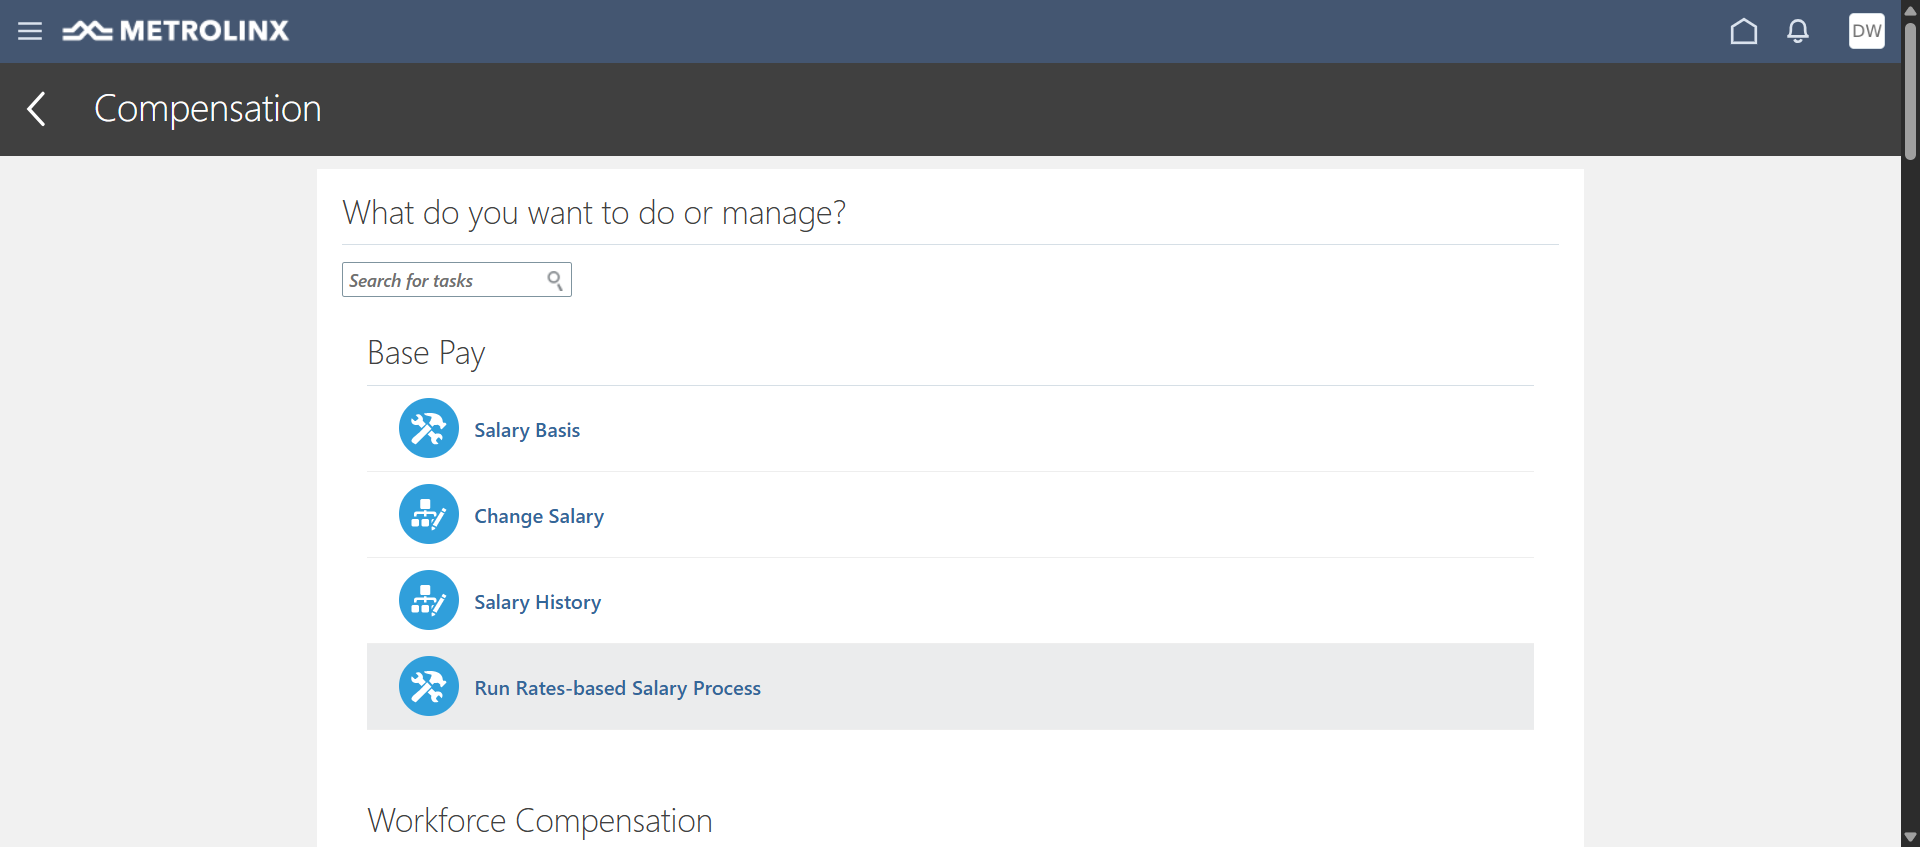 METROLINX
DW
Compensation
What do you want to do or manage?
Search for tasks
Base Pay
Salary Basis
Change Salary
Salary History
Run Rates-based Salary Process
Workforce Compensation